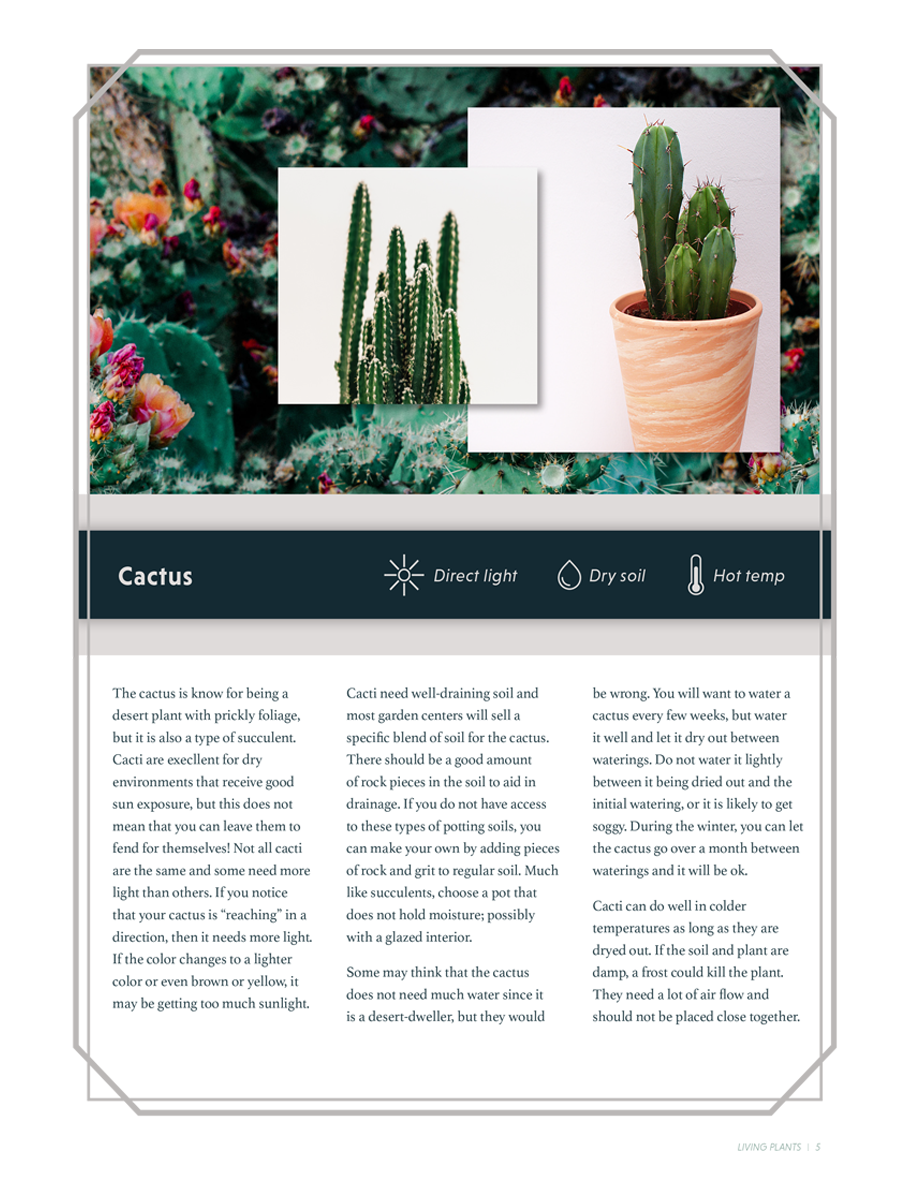 Cactus
Direct light
Dry soil
Hot temp
The cactus is know for being a
desert plant with prickly foliage,
but it is also a type of succulent.
Cacti are execllent for dry
environments that receive good
sun exposure, but this does not
mean that you can leave them to
fend for themselves! Not all cacti
are the same and some need more
light than others. If you notice
that your cactus is “reaching” in a
direction, then it needs more light.
If the color changes to a lighter
color or even brown or yellow, it
may be getting too much sunlight.
Cacti need well-draining soil and
most garden centers will sell a
specific blend of soil for the cactus.
There should be a good amount
of rock pieces in the soil to aid in
drainage. If you do not have access
to these types of potting soils, you
can make your own by adding pieces
of rock and grit to regular soil. Much
like succulents, choose a pot that
does not hold moisture; possibly
with a glazed interior.
Some may think that the cactus
does not need much water since it
is a desert-dweller, but they would
be wrong. You will want to water a
cactus every few weeks, but water
it well and let it dry out between
waterings. Do not water it lightly
between it being dried out and the
initial watering, or it is likely to get
soggy. During the winter, you can let
the cactus go over a month between
waterings and it will be ok.
Cacti can do well in colder
temperatures as long as they are
dryed out. If the soil and plant are
damp, a frost could kill the plant.
They need a lot of air flow and
should not be placed close together.
LIVING PLANTS | 5